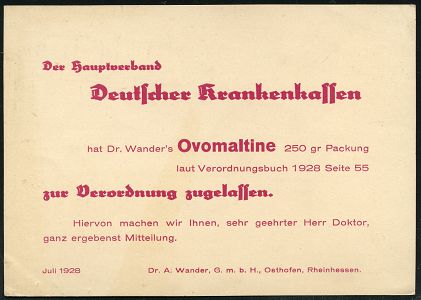 Der Hauptverband
Deutscher Krankenkassen
hat Dr. Wander's Ovomaltine 250 gr Packung
laut Verordnungsbuch 1928 Seite 55
zur Verordnung zugelassen.
Hiervon machen wir Ihnen, sehr geehrter Herr Doktor,
ganz ergebenst Mitteilung.
Juli 1928 Dr. A. Wander, G. m. b. H., Osthofen, Rheinhessen.